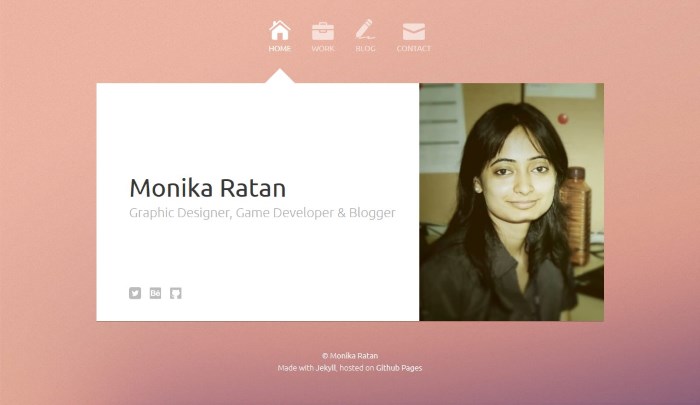 HOME WORK BLOG CONTACT
Monika Ratan
Graphic Designer, Game Developer & Blogger
Bē
© Monika Ratan
Made with Jekyll, hosted on Github Pages